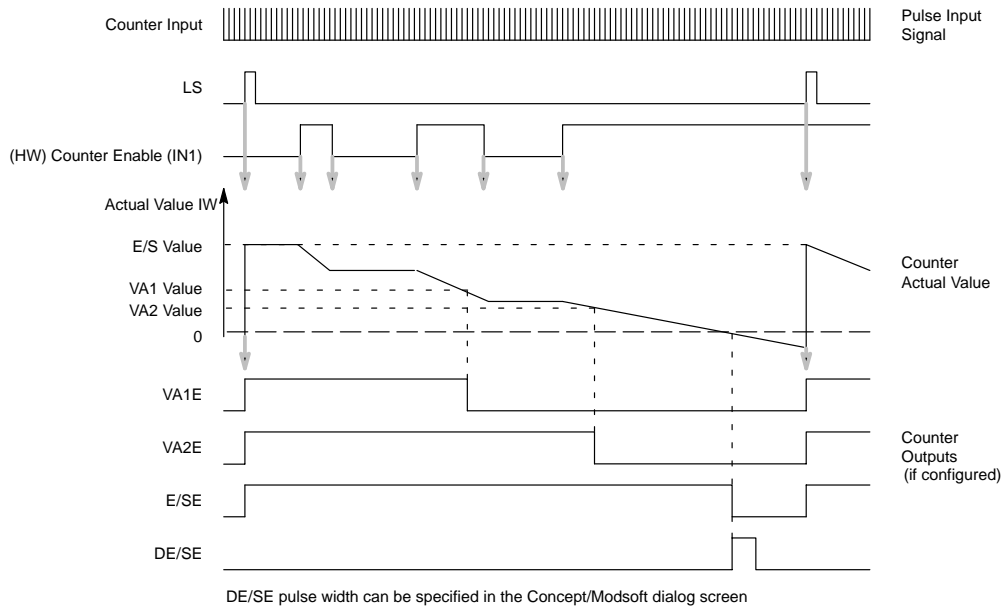 Counter Input
Pulse Input
Signal
LS
(HW) Counter Enable (IN1)
Actual Value IW
E/S Value
VA1 Value
VA2 Value
0
Counter
Actual Value
VA1E
VA2E
Counter
Outputs
(if configured)
E/SE
DE/SE
DE/SE pulse width can be specified in the Concept/Modsoft dialog screen